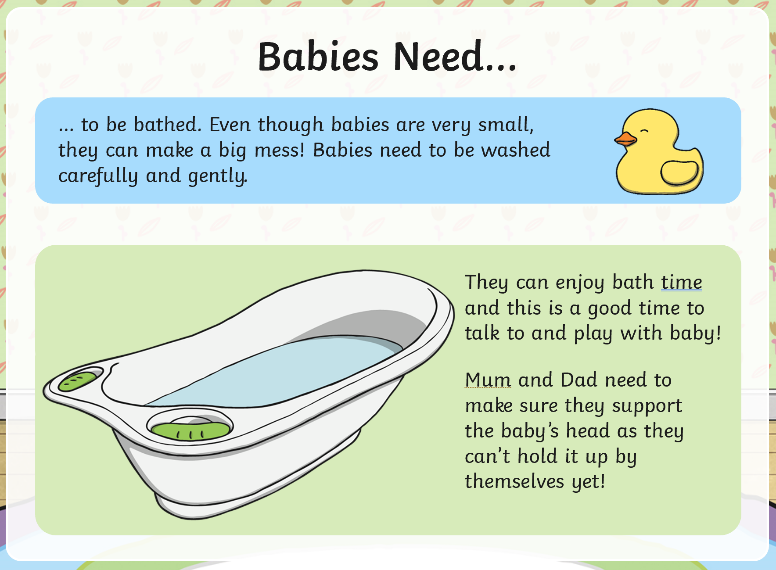 Babies Need...
... to be bathed. Even though babies are very small,
they can make a big mess! Babies need to be washed
carefully and gently.
They can enjoy bath time
and this is a good time to
talk to and play with baby!
Mum and Dad need to
make sure they support
the baby's head as they
can't hold it up by
themselves yet!